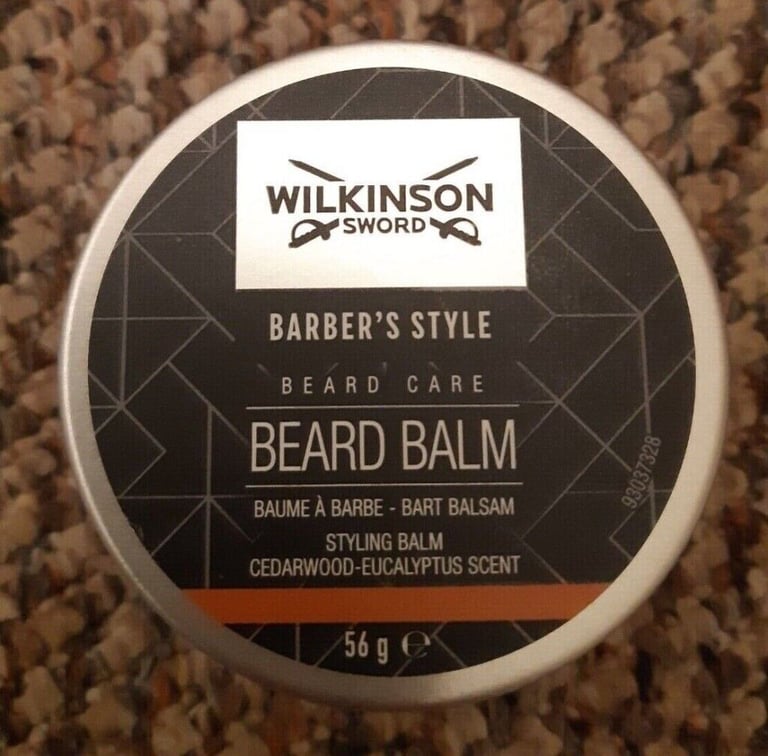 WILKINSON
SWORD
BARBER'S STYLE
BEARD CARE
BEARD BALM
BAUME À BARBE - BART BALSAM
STYLING BALM
CEDARWOOD-EUCALYPTUS SCENT
56 g ℮
93037328